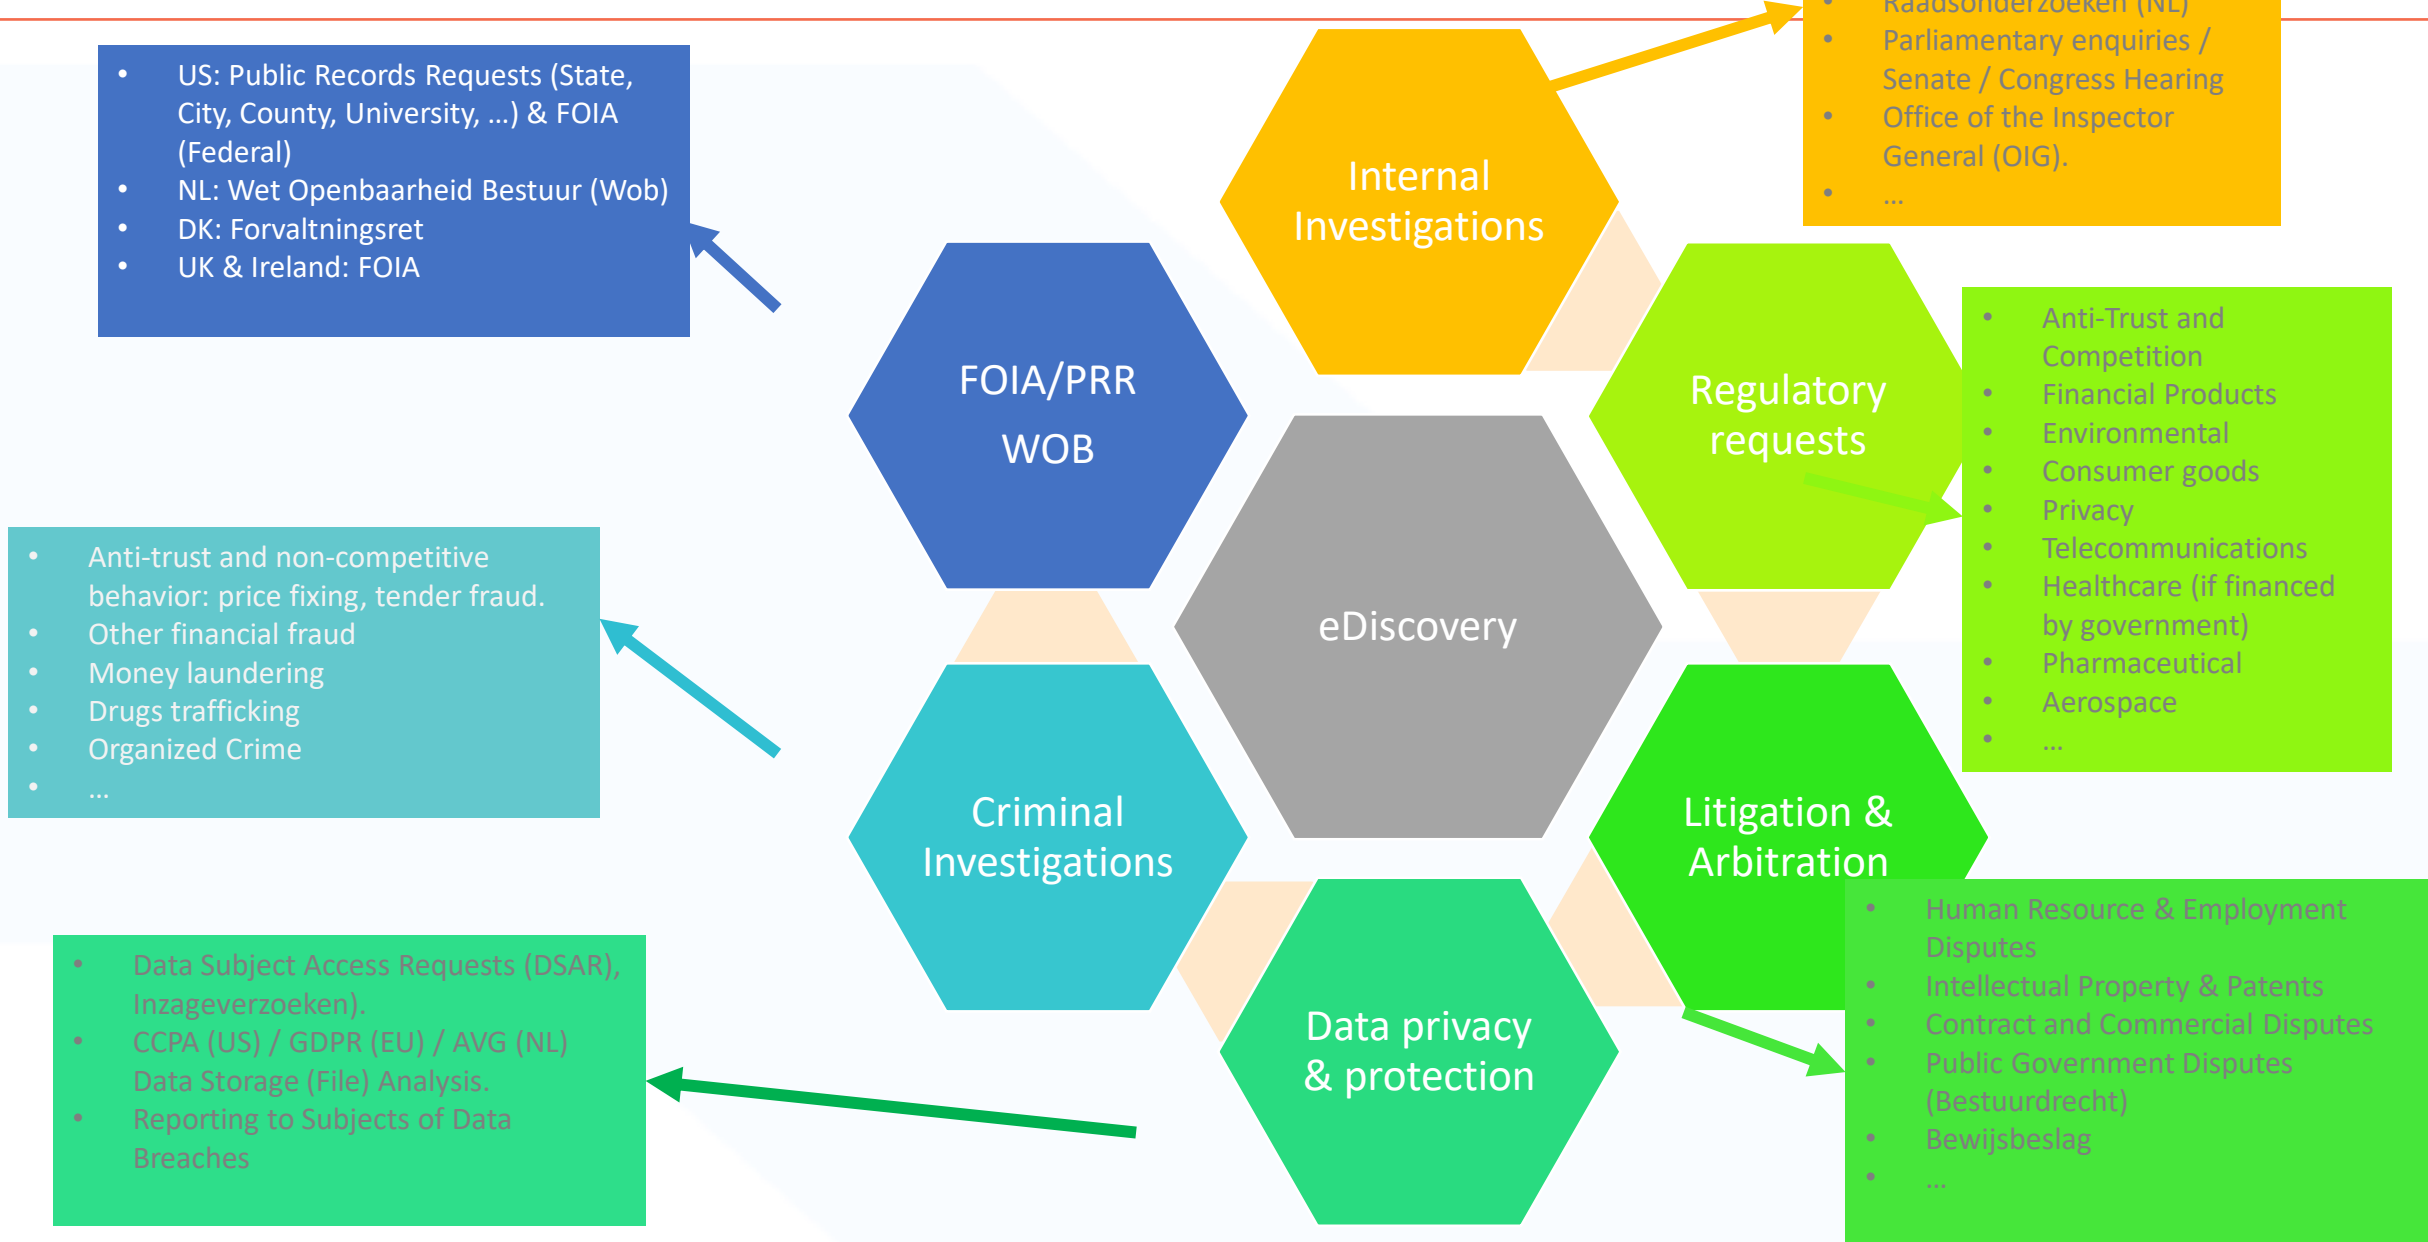 • US: Public Records Requests (State,
City, County, University, ...) & FOIA
(Federal)
• NL: Wet Openbaarheid Bestuur (Wob)
• DK: Forvaltningsret
• UK & Ireland: FOIA
• Raadsonderzoeken (NL)
• Parliamentary enquiries /
Senate / Congress Hearing
• Office of the Inspector
General (OIG).
• ...
Internal
Investigations
FOIA/PRR
WOB
Regulatory
requests
• Anti-Trust and
Competition
• Financial Products
• Environmental
• Consumer goods
• Privacy
• Telecommunications
• Healthcare (if financed
by government)
• Pharmaceutical
• Aerospace
• ...
• Anti-trust and non-competitive
behavior: price fixing, tender fraud.
• Other financial fraud
• Money laundering
• Drugs trafficking
• Organized Crime
• ...
eDiscovery
Criminal
Investigations
Litigation &
Arbitration
• Data Subject Access Requests (DSAR),
Inzageverzoeken).
• CCPA (US) / GDPR (EU) / AVG (NL)
Data Storage (File) Analysis.
• Reporting to Subjects of Data
Breaches
Data privacy
& protection
• Human Resource & Employment
Disputes
• Intellectual Property & Patents
• Contract and Commercial Disputes
• Public Government Disputes
(Bestuurdrecht)
• Bewijsbeslag
• ...